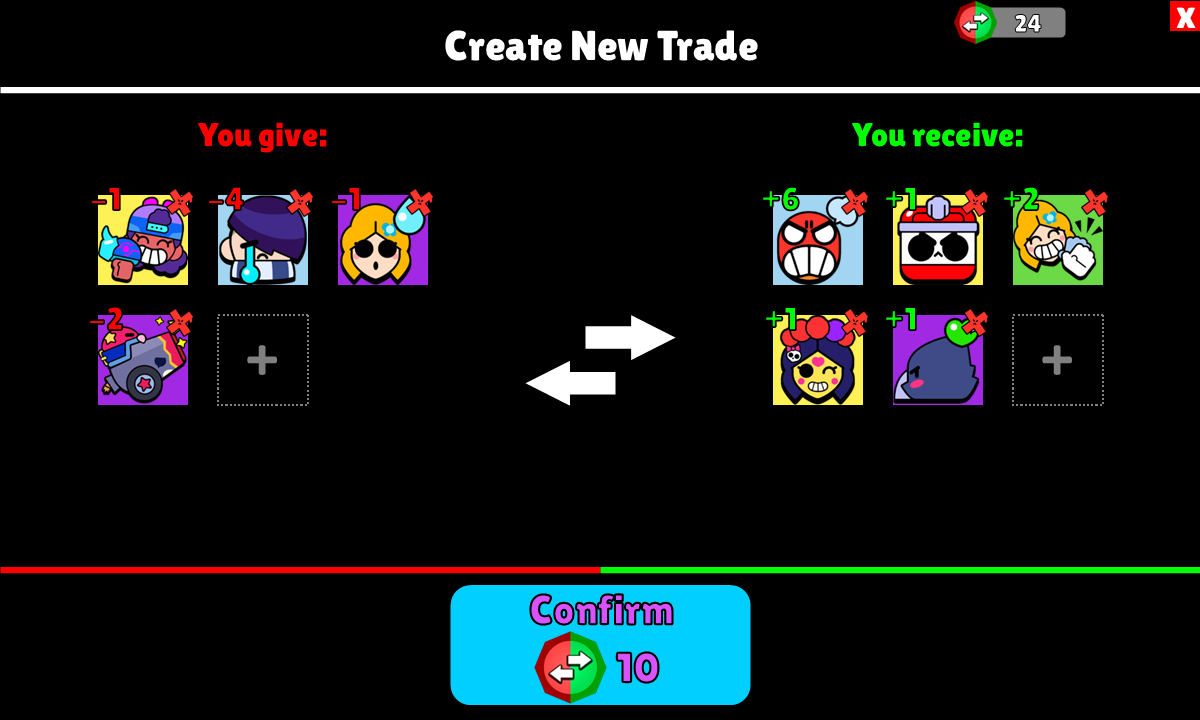 24
X
Create New Trade
You give:
You receive:
-1
-4
-1
+6
+1
+2
-2
+1
+1
Confirm
10